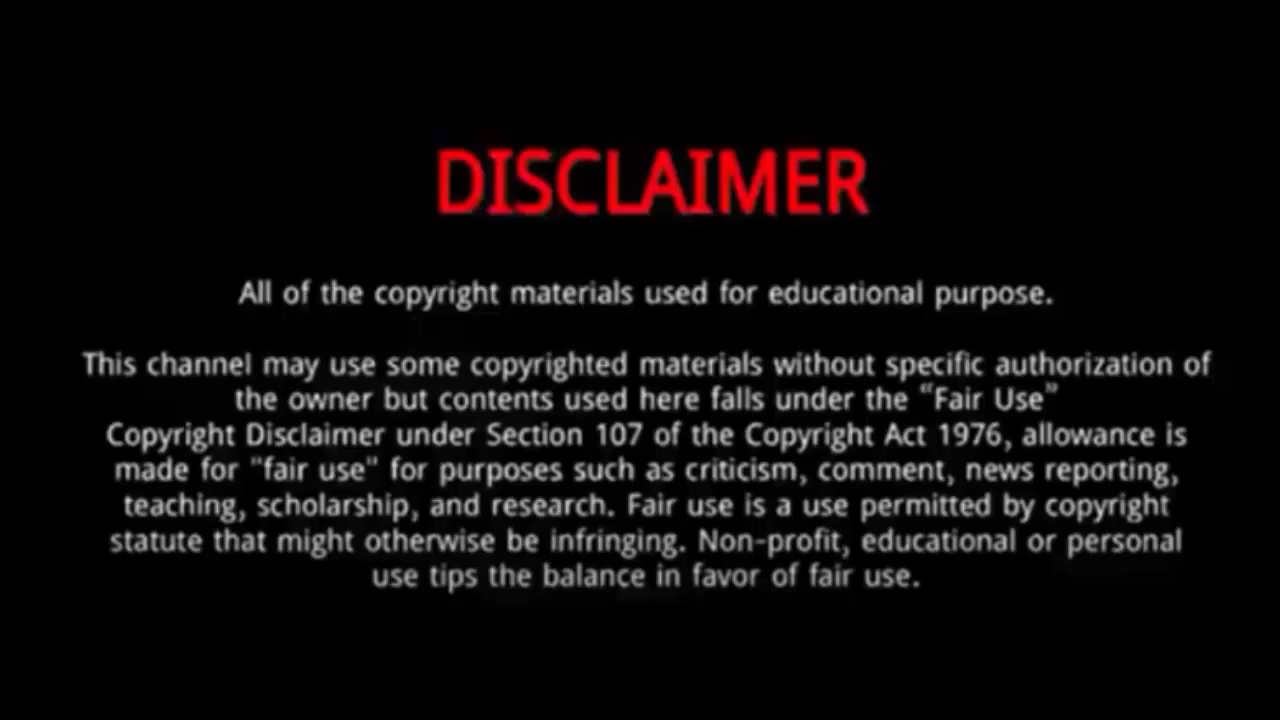 DISCLAIMER
All of the copyright materials used for educational purpose.
This channel may use some copyrighted materials without specific authorization of
the owner but contents used here falls under the “Fair Use”
Copyright Disclaimer under Section 107 of the Copyright Act 1976, allowance is
made for "fair use" for purposes such as criticism, comment, news reporting,
teaching, scholarship, and research. Fair use is a use permitted by copyright
statute that might otherwise be infringing. Non-profit, educational or personal
use tips the balance in favor of fair use.